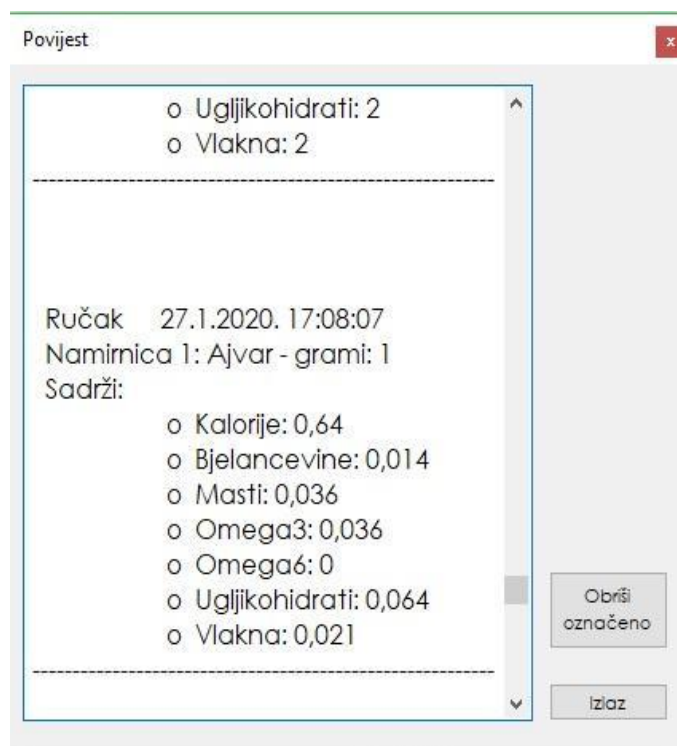 Povijest
x
o Ugljikohidrati: 2
o Vlakna: 2
------------------------------------------------------------
Ručak 27.1.2020. 17:08:07
Namirnica 1: Ajvar - grami: 1
Sadrži:
o Kalorije: 0,64
o Bjelancevine: 0,014
o Masti: 0,036
o Omega3: 0,036
o Omega6: 0
o Ugljikohidrati: 0,064
o Vlakna: 0,021
------------------------------------------------------------
Obriši
označeno
Izlaz